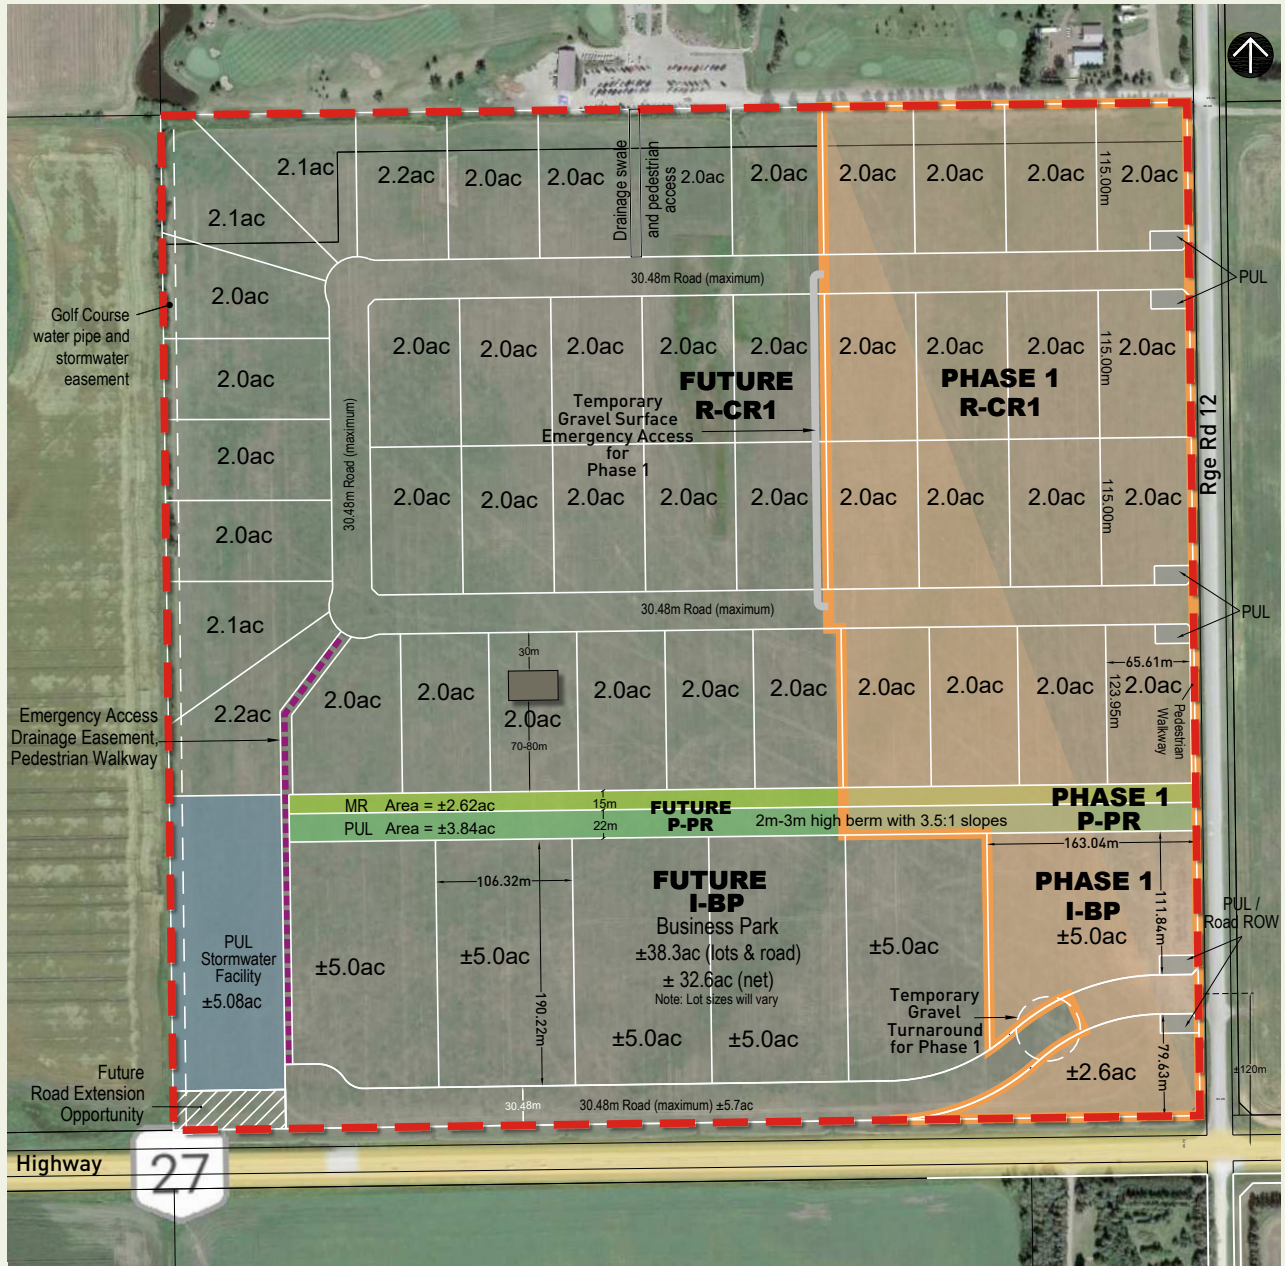 2.1ac
2.2ac
2.0ac
2.0ac
Drainage swale
and pedestrian
access
2.0ac
2.0ac
2.0ac
2.0ac
2.0ac
2.0ac
115.00m
2.1ac
PUL
30.48m Road (maximum)
2.0ac
Golf Course
water pipe and
stormwater
easement
2.0ac
2.0ac
2.0ac
2.0ac
2.0ac
2.0ac
2.0ac
2.0ac
2.0ac
115.00m
2.0ac
FUTURE
R-CR1
PHASE 1
R-CR1
Temporary
Gravel Surface
Emergency Access
for
Phase 1
30.48m Road (maximum)
Rge Rd 12
2.0ac
2.0ac
2.0ac
2.0ac
2.0ac
2.0ac
2.0ac
2.0ac
2.0ac
2.0ac
115.00m
2.0ac
2.1ac
30.48m Road (maximum)
PUL
30m
65.61m
123.95m
2.2ac
2.0ac
2.0ac
2.0ac
2.0ac
2.0ac
2.0ac
2.0ac
2.0ac
2.0ac
2.0ac
70-80m
Pedestrian
Walkway
Emergency Access
Drainage Easement,
Pedestrian Walkway
MR Area = ±2.62ac
15m
FUTURE
P-PR
PHASE 1
P-PR
PUL Area = ±3.84ac
22m
2m-3m high berm with 3.5:1 slopes
163.04m
106.32m
FUTURE
I-BP
Business Park
±38.3ac (lots & road)
± 32.6ac (net)
Note: Lot sizes will vary
PHASE 1
I-BP
±5.0ac
111.84m
PUL /
Road ROW
PUL
Stormwater
Facility
±5.08ac
±5.0ac
±5.0ac
190.22m
±5.0ac
±5.0ac
±5.0ac
Temporary
Gravel
Turnaround
for Phase 1
±2.6ac
79.63m
±120m
Future
Road Extension
Opportunity
30.48m
30.48m Road (maximum) ±5.7ac
Highway
27